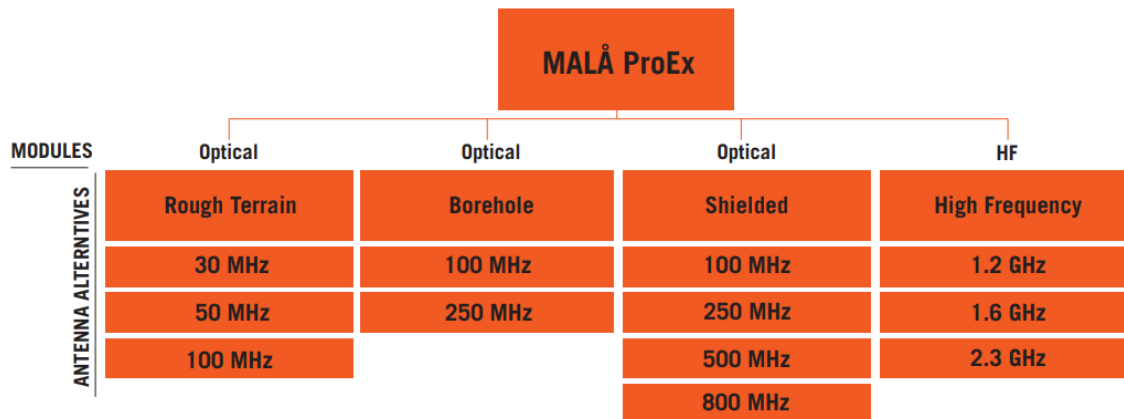 MALÅ ProEx
MODULES
Optical
Optical
Optical
HF
ANTENNA ALTERNTIVES
Rough Terrain
Borehole
Shielded
High Frequency
30 MHz
100 MHz
100 MHz
1.2 GHz
50 MHz
250 MHz
250 MHz
1.6 GHz
100 MHz
500 MHz
2.3 GHz
800 MHz